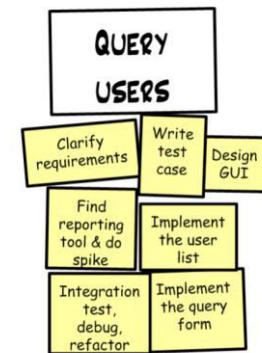 QUERY
USERS
Clarify
requirements
Write
test
case
Design
GUI
Find
reporting
tool & do
spike
Implement
the user
list
Integration
test,
debug,
refactor
Implement
the query
form